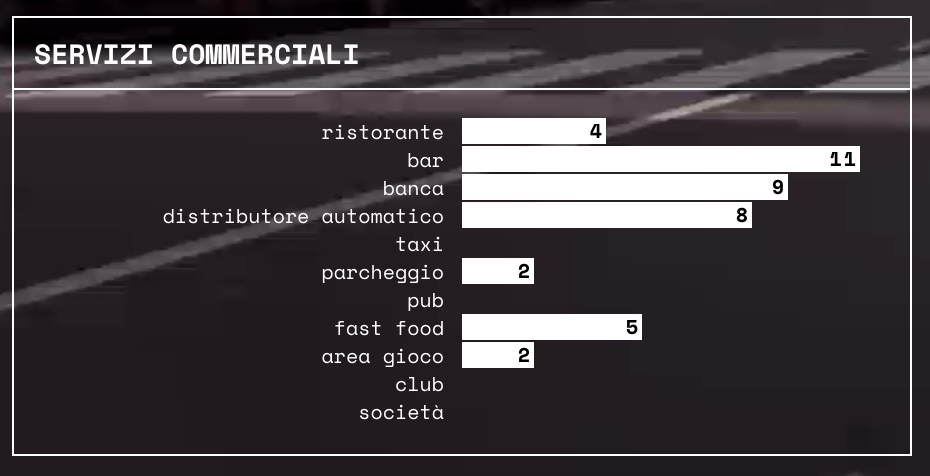 SERVIZI COMMERCIALI
ristorante 4
bar 11
banca 9
distributore automatico 8
taxi
parcheggio 2
pub
fast food 5
area gioco 2
club
società